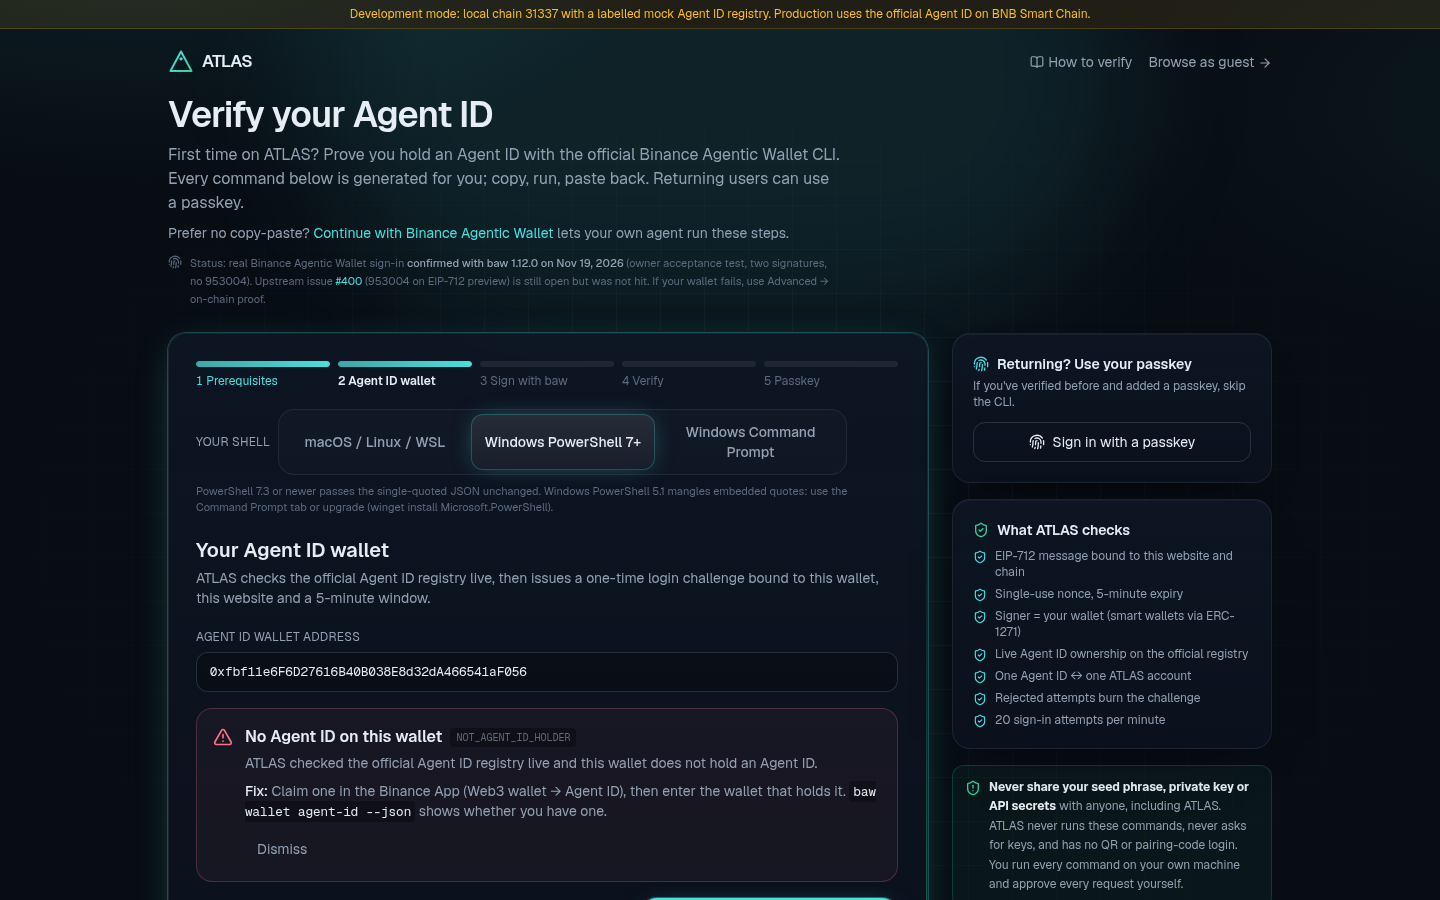 Development mode: local chain 31337 with a labelled mock Agent ID registry. Production uses the official Agent ID on BNB Smart Chain.
ATLAS
How to verify
Browse as guest →
Verify your Agent ID
First time on ATLAS? Prove you hold an Agent ID with the official Binance Agentic Wallet CLI.
Every command below is generated for you; copy, run, paste back. Returning users can use
a passkey.
Prefer no copy-paste? Continue with Binance Agentic Wallet lets your own agent run these steps.
Status: real Binance Agentic Wallet sign-in confirmed with baw 1.12.0 on Nov 19, 2026 (owner acceptance test, two signatures,
no 953004). Upstream issue #400 (953004 on EIP-712 preview) is still open but was not hit. If your wallet fails, use Advanced →
on-chain proof.
1 Prerequisites
2 Agent ID wallet
3 Sign with baw
4 Verify
5 Passkey
YOUR SHELL
macOS / Linux / WSL
Windows PowerShell 7+
Windows Command
Prompt
PowerShell 7.3 or newer passes the single-quoted JSON unchanged. Windows PowerShell 5.1 mangles embedded quotes: use the
Command Prompt tab or upgrade (winget install Microsoft.PowerShell).
Your Agent ID wallet
ATLAS checks the official Agent ID registry live, then issues a one-time login challenge bound to this wallet,
this website and a 5-minute window.
AGENT ID WALLET ADDRESS
0xfbf11e6F6D27616B40B038E8d32dA466541aF056
No Agent ID on this wallet NOT_AGENT_ID_HOLDER
ATLAS checked the official Agent ID registry live and this wallet does not hold an Agent ID.
Fix: Claim one in the Binance App (Web3 wallet → Agent ID), then enter the wallet that holds it. baw
wallet agent-id --json shows whether you have one.
Dismiss
Returning? Use your passkey
If you've verified before and added a passkey, skip
the CLI.
Sign in with a passkey
What ATLAS checks
EIP-712 message bound to this website and
chain
Single-use nonce, 5-minute expiry
Signer = your wallet (smart wallets via ERC-
1271)
Live Agent ID ownership on the official registry
One Agent ID ↔ one ATLAS account
Rejected attempts burn the challenge
20 sign-in attempts per minute
Never share your seed phrase, private key or
API secrets with anyone, including ATLAS.
ATLAS never runs these commands, never asks
for keys, and has no QR or pairing-code login.
You run every command on your own machine
and approve every request yourself.